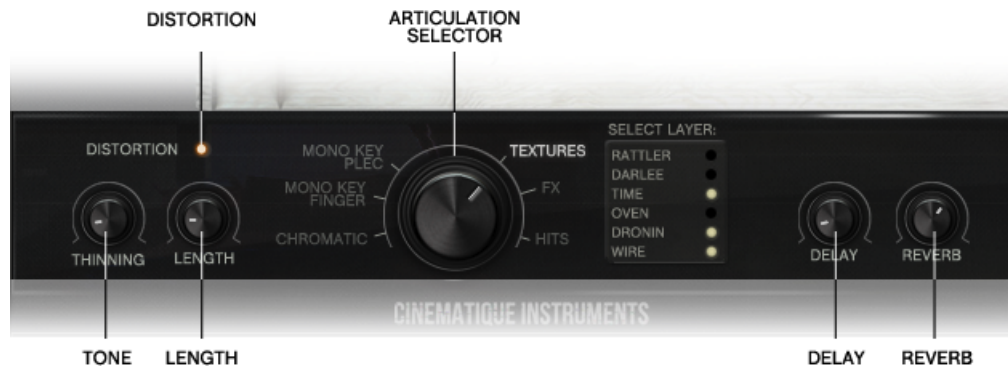 DISTORTION
ARTICULATION
SELECTOR
DISTORTION
MONO KEY
PLEC
MONO KEY
FINGER
CHROMATIC
TEXTURES
FX
HITS
SELECT LAYER:
RATTLER
DARLEE
TIME
OVEN
DRONIN
WIRE
THINNING
LENGTH
DELAY
REVERB
CINEMATIQUE INSTRUMENTS
TONE
LENGTH
DELAY
REVERB